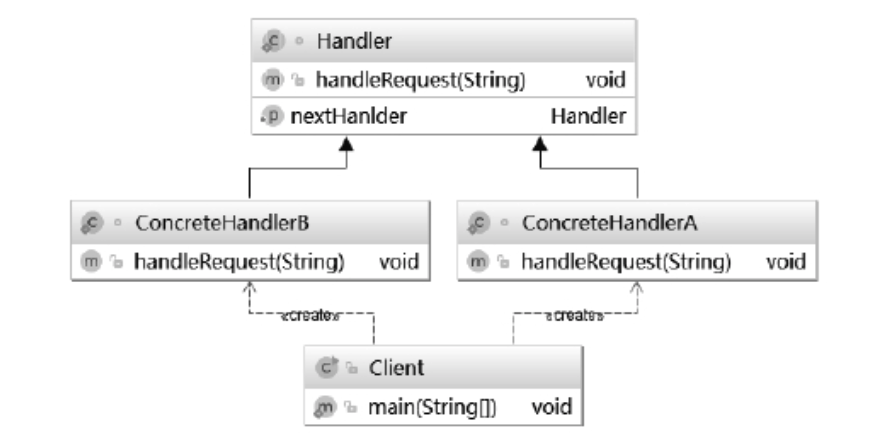 Handler
handleRequest(String) void
nextHanlder Handler
ConcreteHandlerB
handleRequest(String) void
ConcreteHandlerA
handleRequest(String) void
«create»
«create»
Client
main(String[]) void